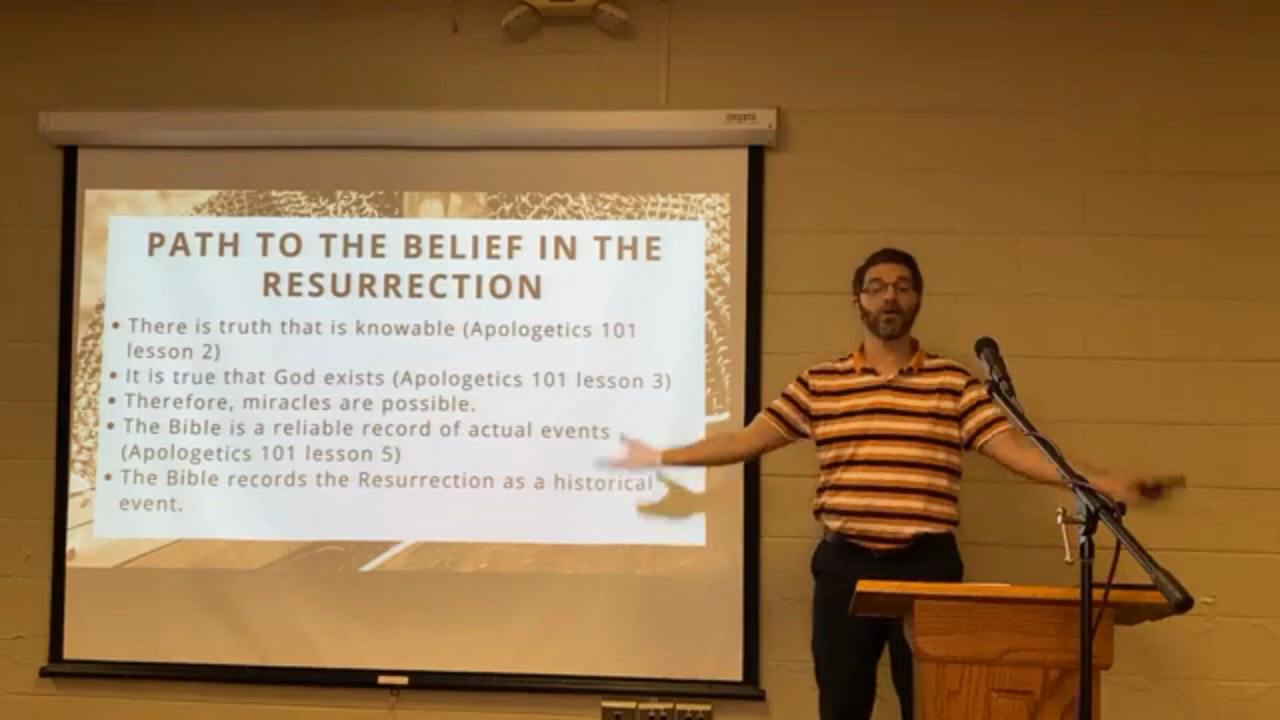 PATH TO THE BELIEF IN THE
RESURRECTION
• There is truth that is knowable (Apologetics 101
lesson 2)
• It is true that God exists (Apologetics 101 lesson 3)
• Therefore, miracles are possible.
• The Bible is a reliable record of actual events
(Apologetics 101 lesson 5)
• The Bible records the Resurrection as a historical
event.